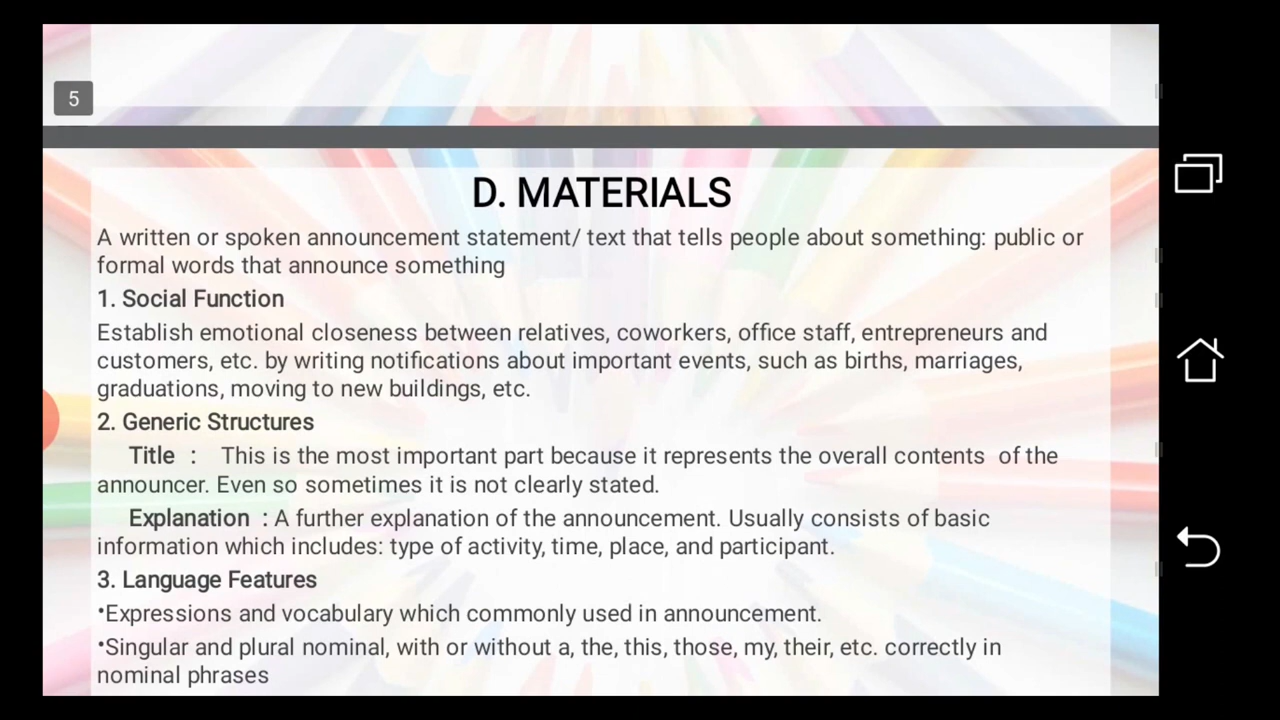 5
D. MATERIALS
A written or spoken announcement statement/ text that tells people about something: public or
formal words that announce something
1. Social Function
Establish emotional closeness between relatives, coworkers, office staff, entrepreneurs and
customers, etc. by writing notifications about important events, such as births, marriages,
graduations, moving to new buildings, etc.
2. Generic Structures
Title : This is the most important part because it represents the overall contents of the
announcer. Even so sometimes it is not clearly stated.
Explanation : A further explanation of the announcement. Usually consists of basic
information which includes: type of activity, time, place, and participant.
3. Language Features
•Expressions and vocabulary which commonly used in announcement.
•Singular and plural nominal, with or without a, the, this, those, my, their, etc. correctly in
nominal phrases